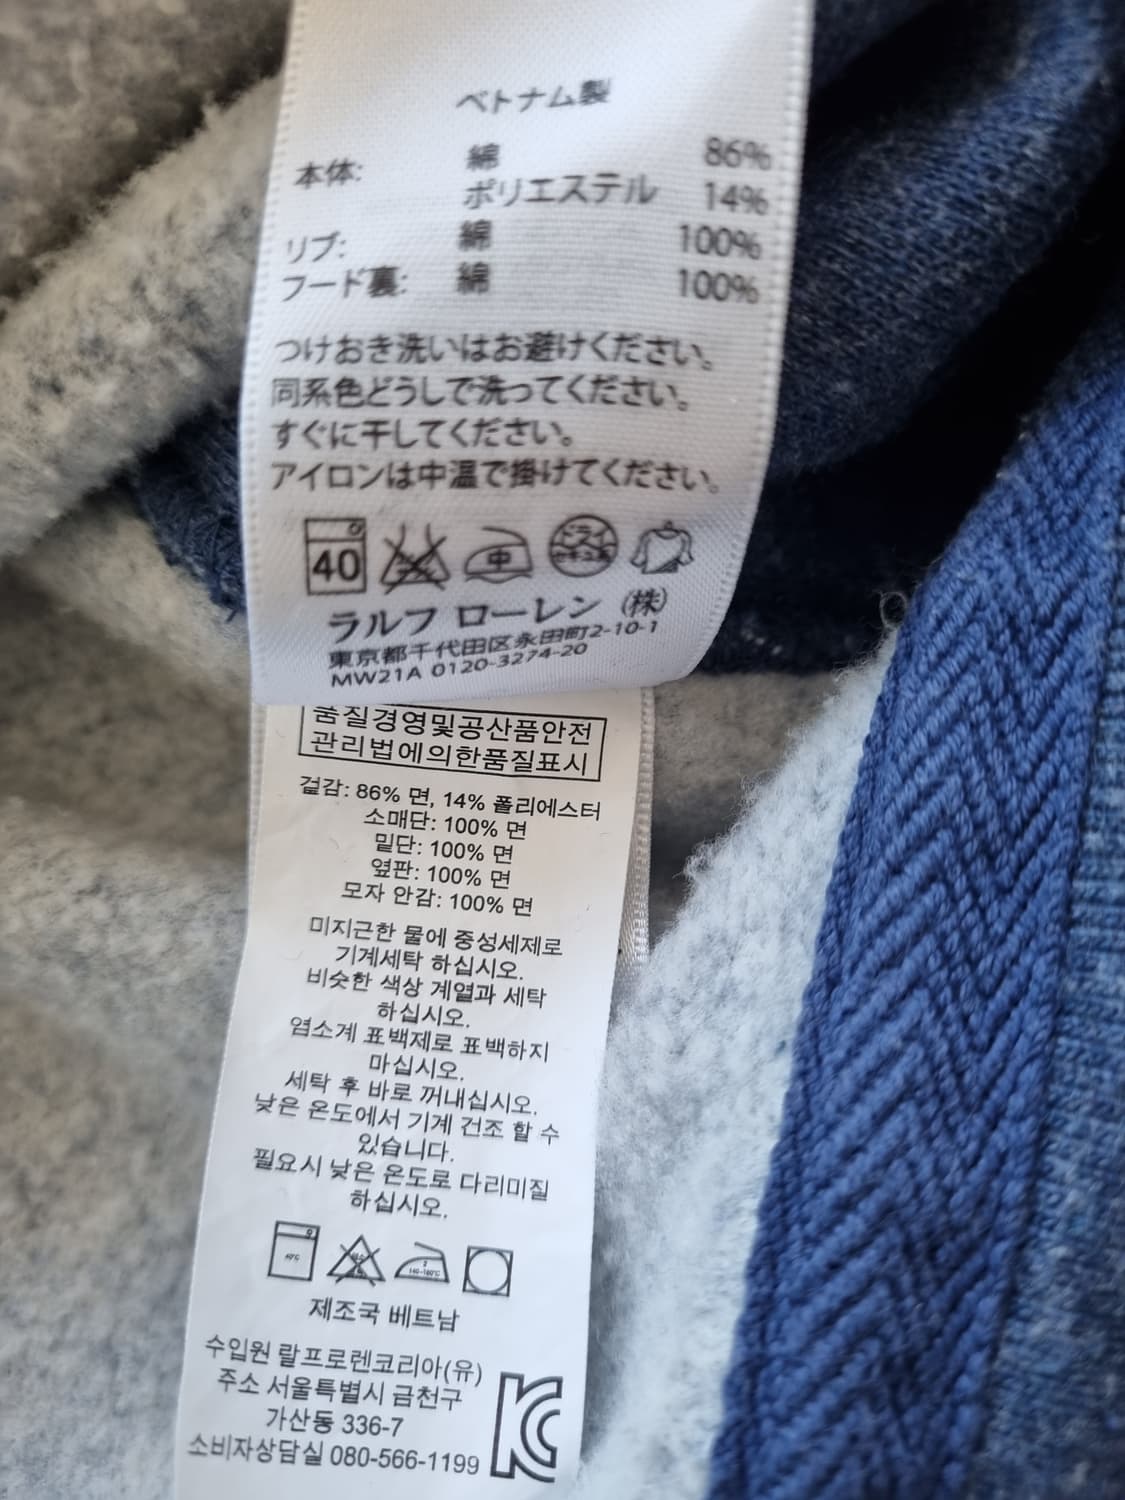 ベトナム製
本体: 綿 86%
ポリエステル 14%
リブ: 綿 100%
フード裏: 綿 100%
つけおき洗いはお避けください。
同系色どうしで洗ってください。
すぐに干してください。
アイロンは中温で掛けてください。
40 中 ドライ
ラルフ ローレン (株)
東京都千代田区永田町2-10-1
MW21A 0120-3274-20
품질경영및공산품안전
관리법에의한품질표시
겉감: 86% 면, 14% 폴리에스터
소매단: 100% 면
밑단: 100% 면
옆판: 100% 면
모자 안감: 100% 면
미지근한 물에 중성세제로
기계세탁 하십시오.
비슷한 색상 계열과 세탁
하십시오.
염소계 표백제로 표백하지
마십시오.
세탁 후 바로 꺼내십시오.
낮은 온도에서 기계 건조 할 수
있습니다.
필요시 낮은 온도로 다리미질
하십시오.
40°C 2 140~160°C
제조국 베트남
수입원 랄프로렌코리아(유)
주소 서울특별시 금천구
가산동 336-7
소비자상담실 080-566-1199